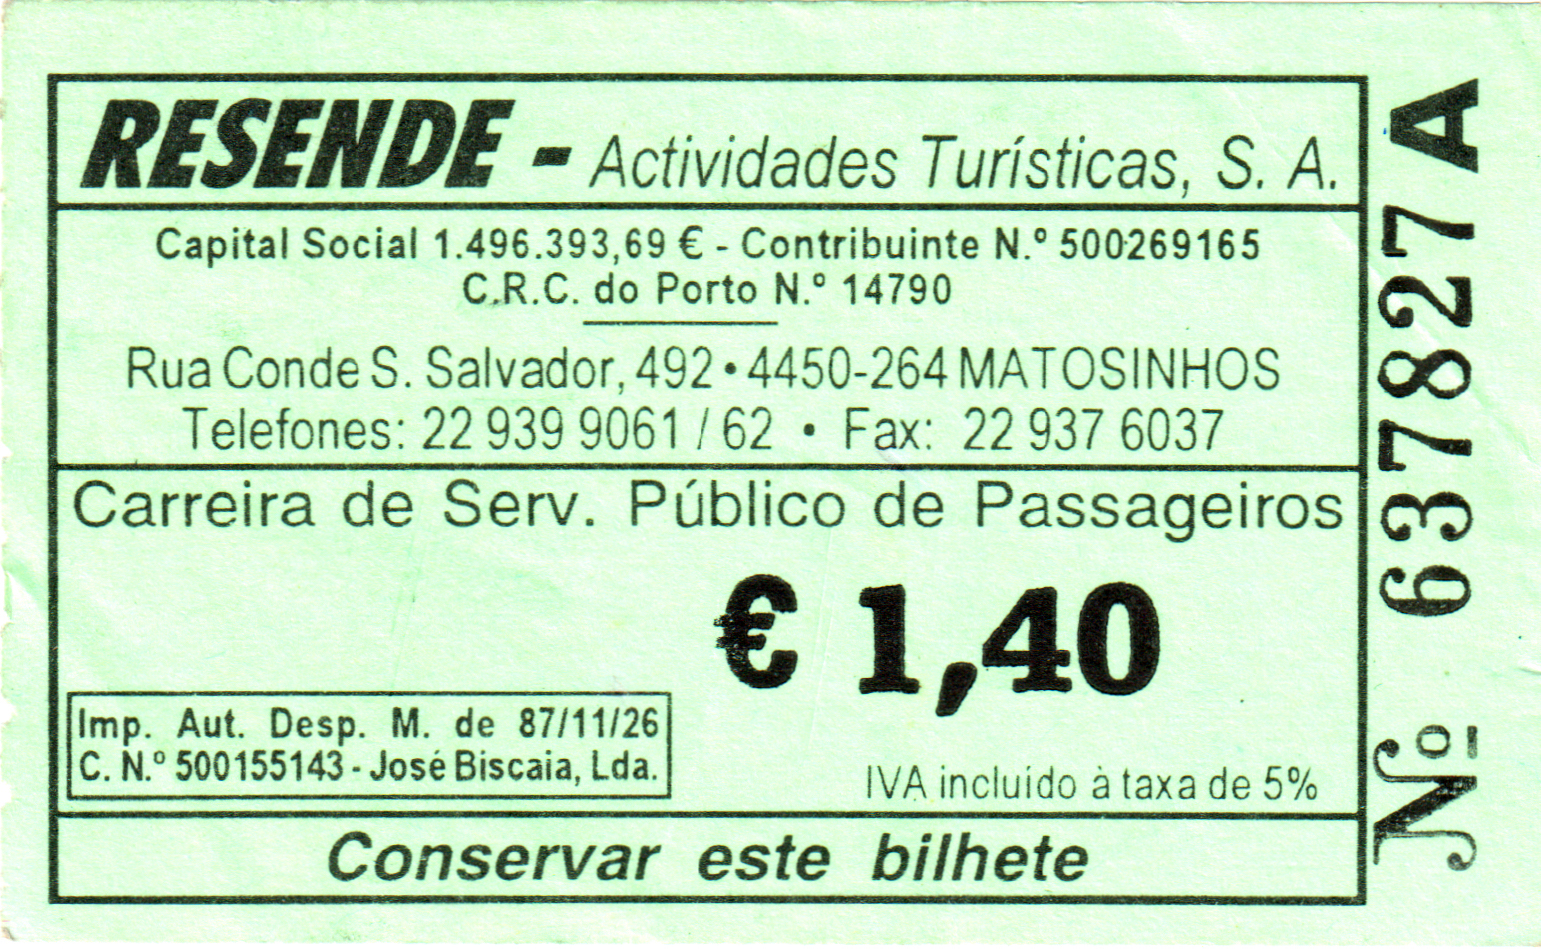 RESENDE - Actividades Turísticas, S. A.
Capital Social 1.496.393,69 € - Contribuinte N.º 500269165
C.R.C. do Porto N.º 14790
Rua Conde S. Salvador, 492 • 4450-264 MATOSINHOS
Telefones: 22 939 9061 / 62 • Fax: 22 937 6037
Carreira de Serv. Público de Passageiros
€ 1,40
Imp. Aut. Desp. M. de 87/11/26
C. N.º 500155143 - José Biscaia, Lda.
IVA incluído à taxa de 5%
Conservar este bilhete
Nº 637827 A